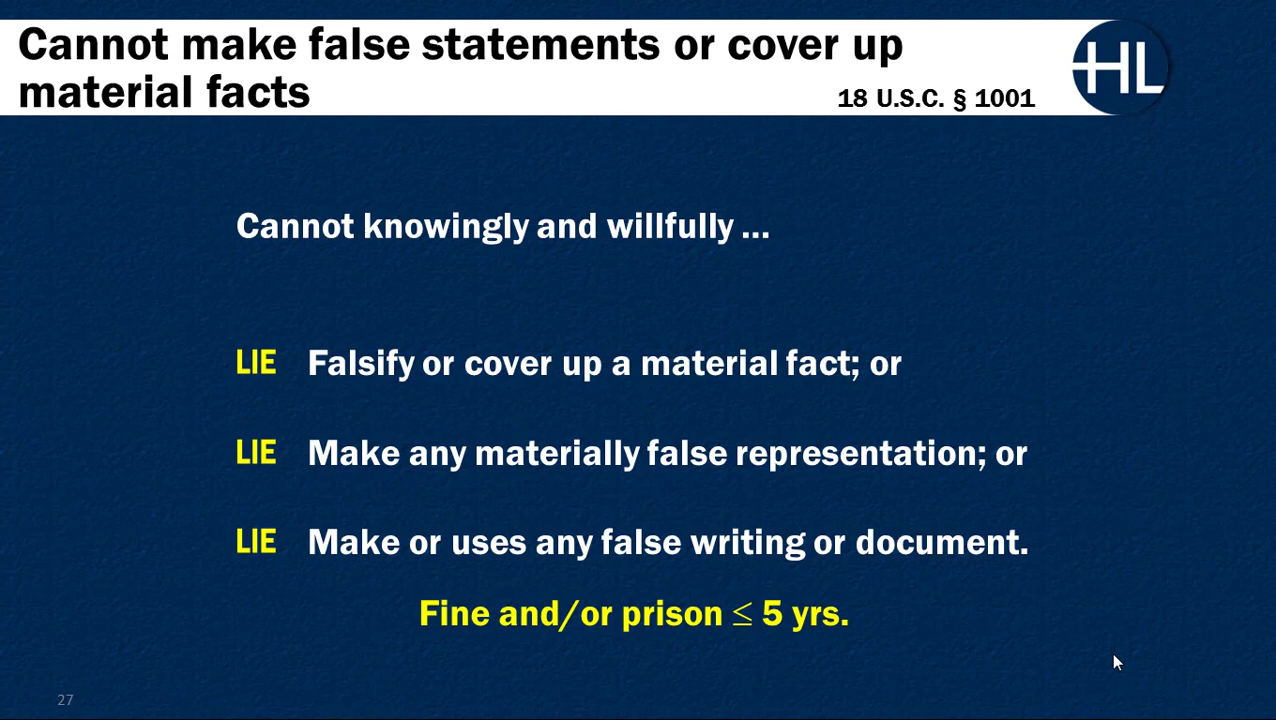 Cannot make false statements or cover up
material facts
18 U.S.C. § 1001
HL
Cannot knowingly and willfully ...
LIE Falsify or cover up a material fact; or
LIE Make any materially false representation; or
LIE Make or uses any false writing or document.
Fine and/or prison ≤ 5 yrs.
27